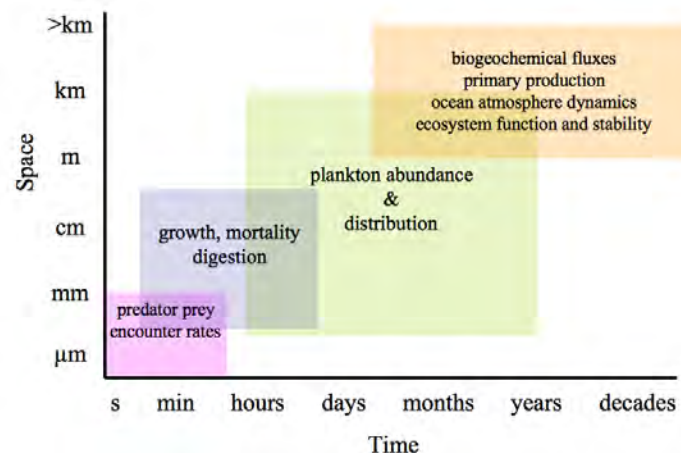 >km
biogeochemical fluxes
primary production
km
ocean atmosphere dynamics
ecosystem function and stability
Space
m
plankton abundance
&
distribution
cm
growth, mortality
digestion
mm
predator prey
encounter rates
µm
s min hours days months years decades
Time